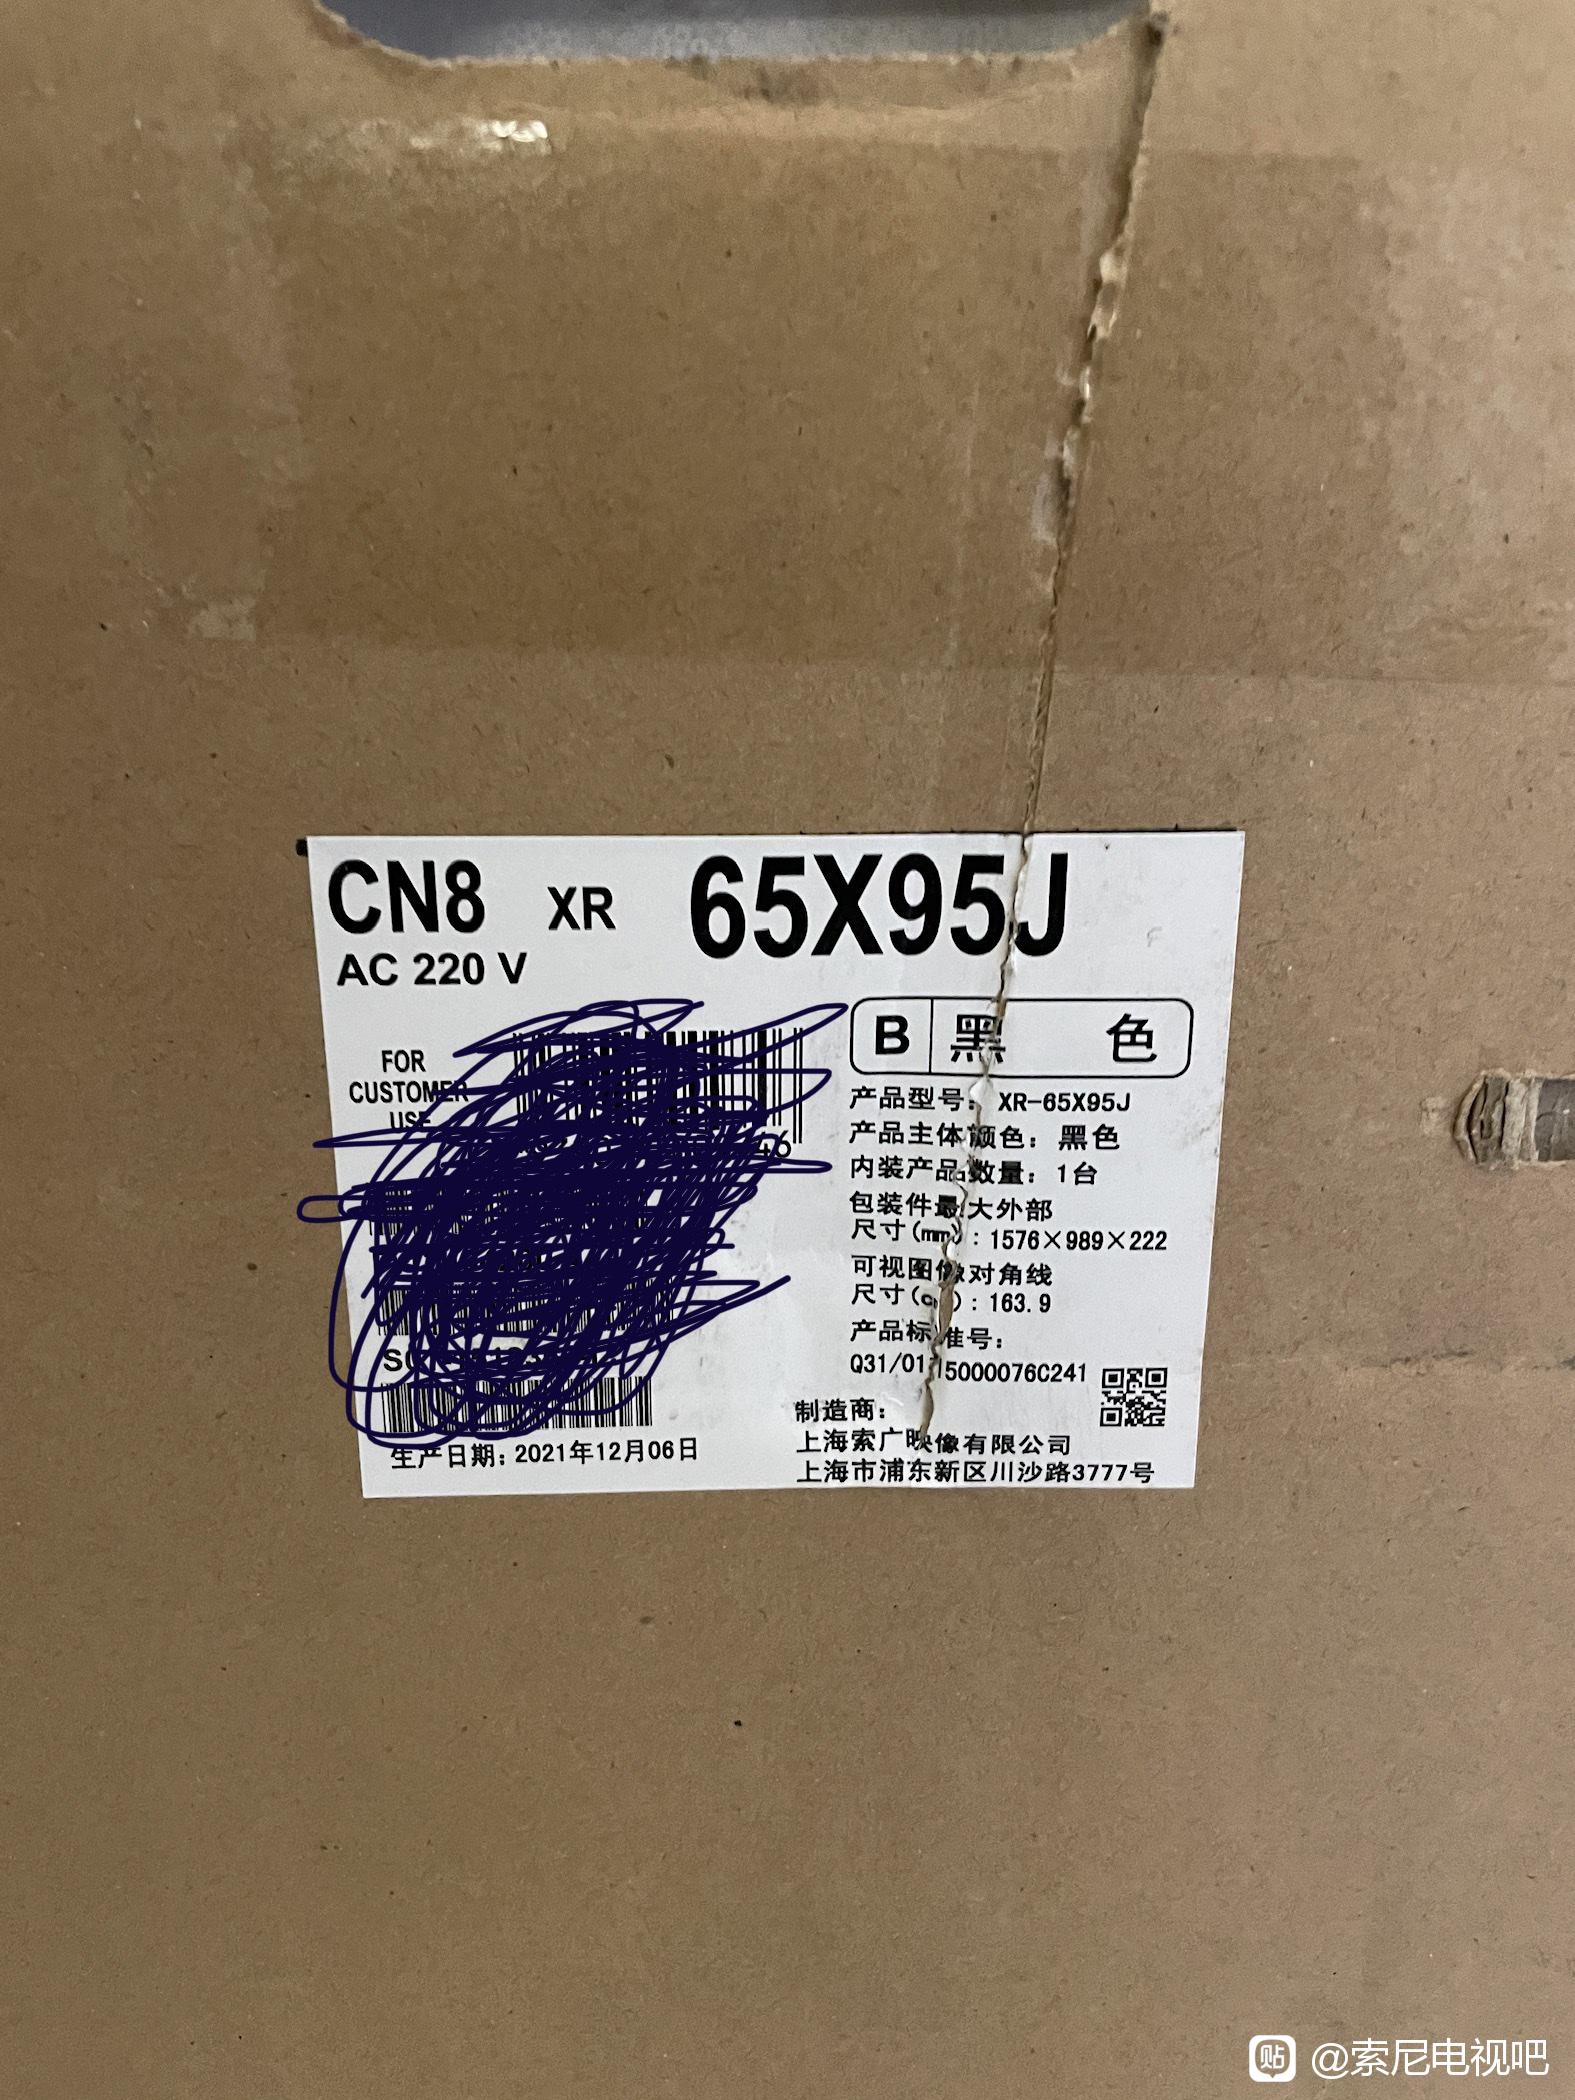 CN8 XR 65X95J
AC 220 V
B 黑 色
FOR
CUSTOMER
USE
产品型号: XR-65X95J
产品主体颜色: 黑色
内装产品数量: 1台
包装件最大外部
尺寸(mm): 1576×989×222
可视图像对角线
尺寸(cm): 163.9
产品标准号:
Q31/0115000076C241
制造商:
上海索广映像有限公司
上海市浦东新区川沙路3777号
生产日期: 2021年12月06日
贴 @索尼电视吧